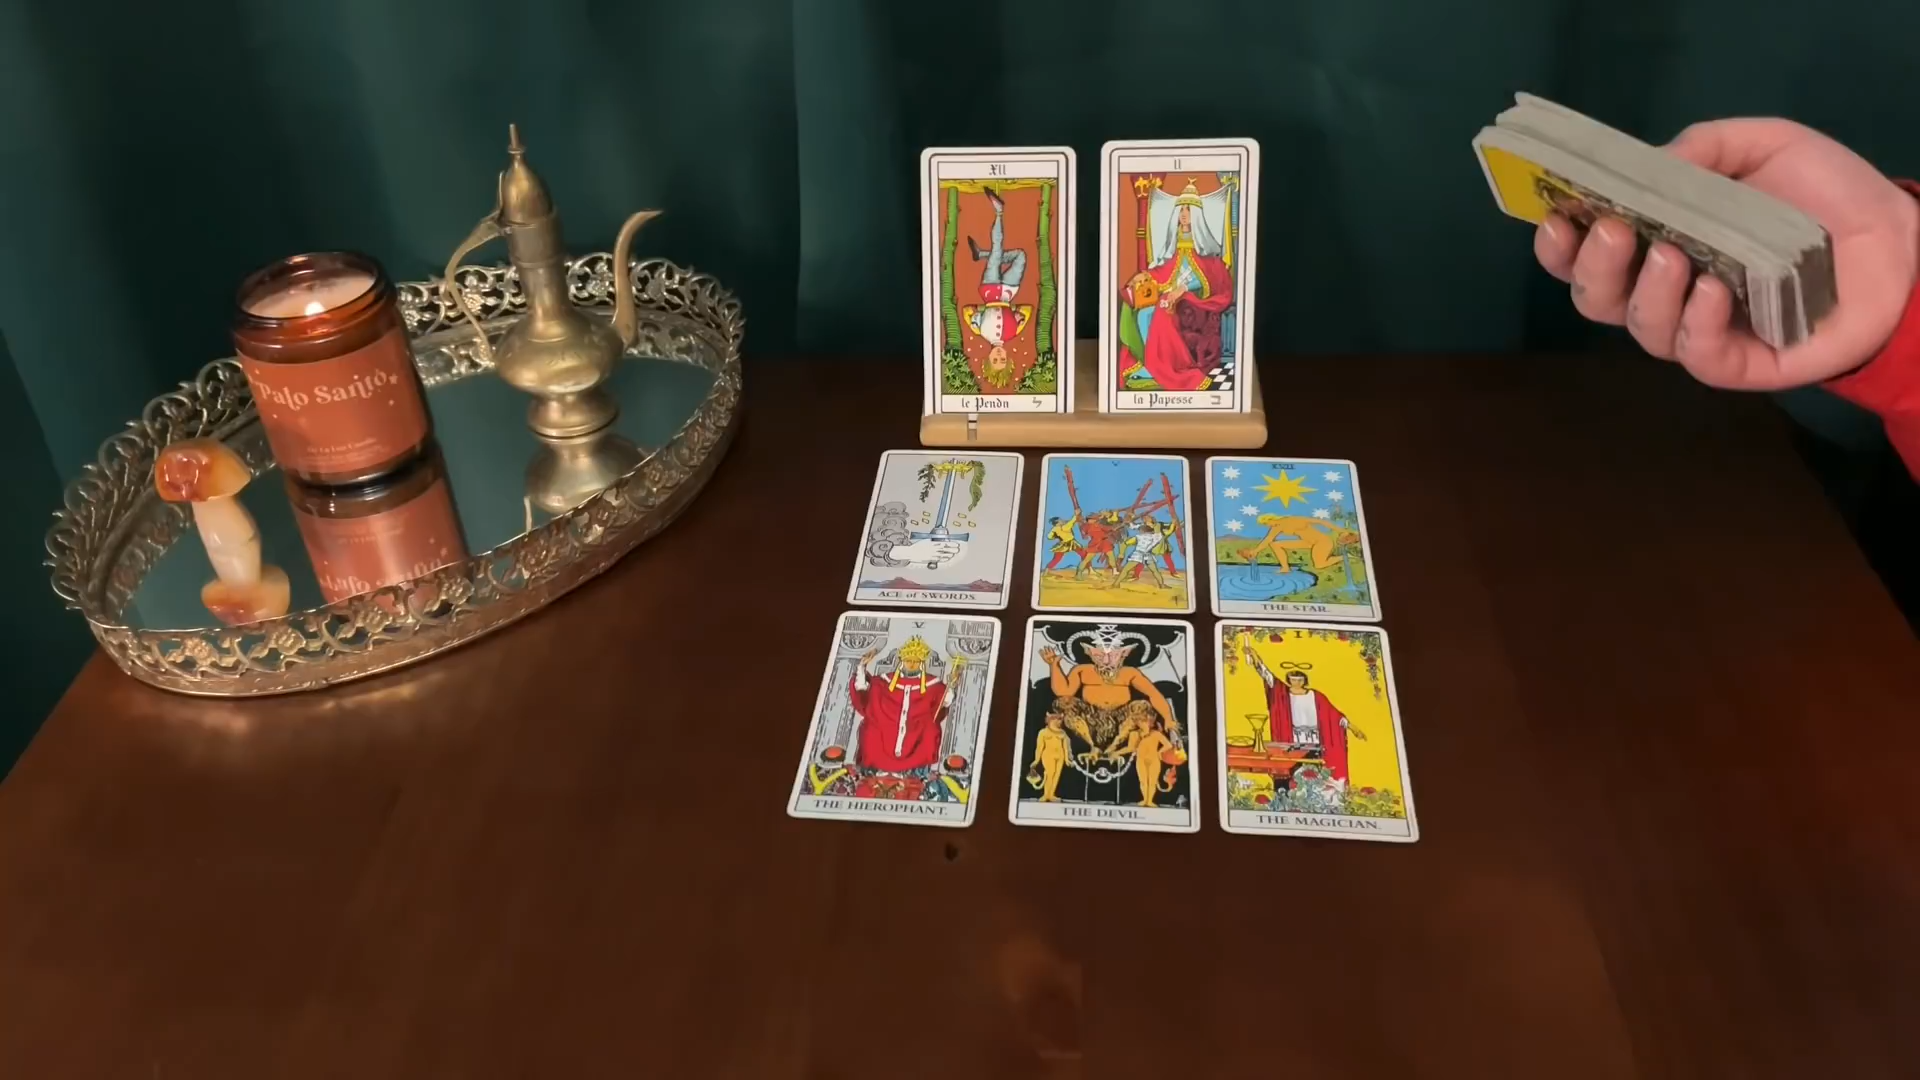 Palo Santo
XII
le Pendu ל
II
la Papesse ב
ACE of SWORDS.
V
XVII
THE STAR.
V
THE HIEROPHANT.
XV
THE DEVIL.
I
THE MAGICIAN.